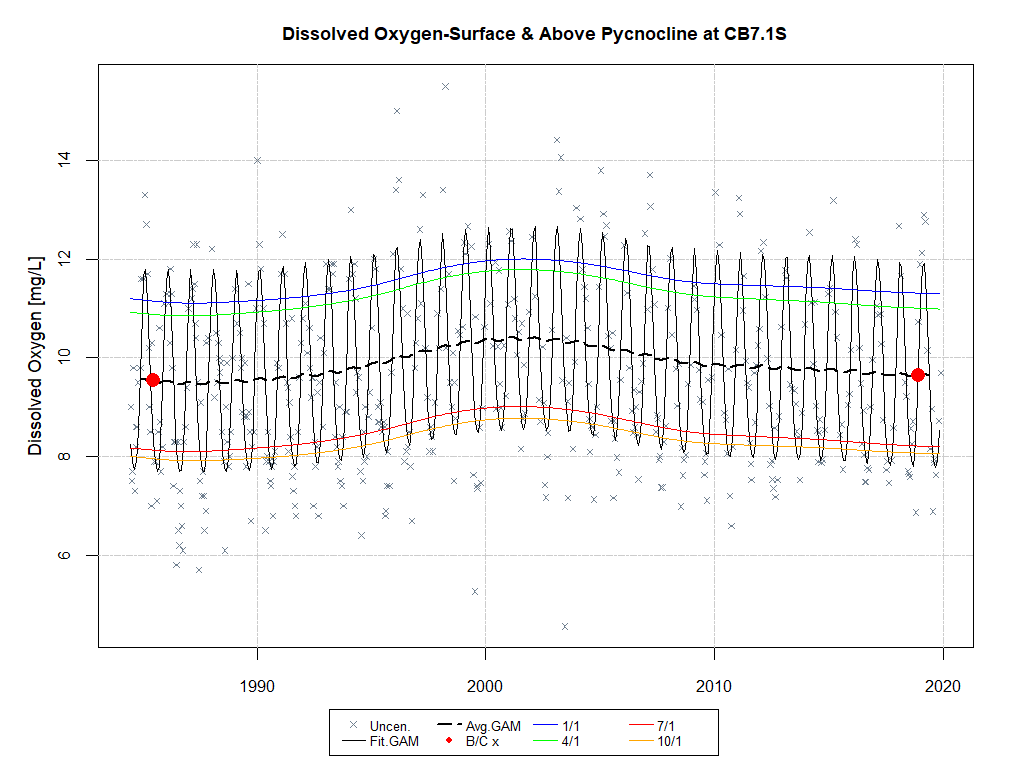 Dissolved Oxygen-Surface & Above Pycnocline at CB7.1S
Dissolved Oxygen [mg/L]
14
12
10
8
6
1990 2000 2010 2020
Uncen. Avg.GAM 1/1 7/1
Fit.GAM B/C x 4/1 10/1